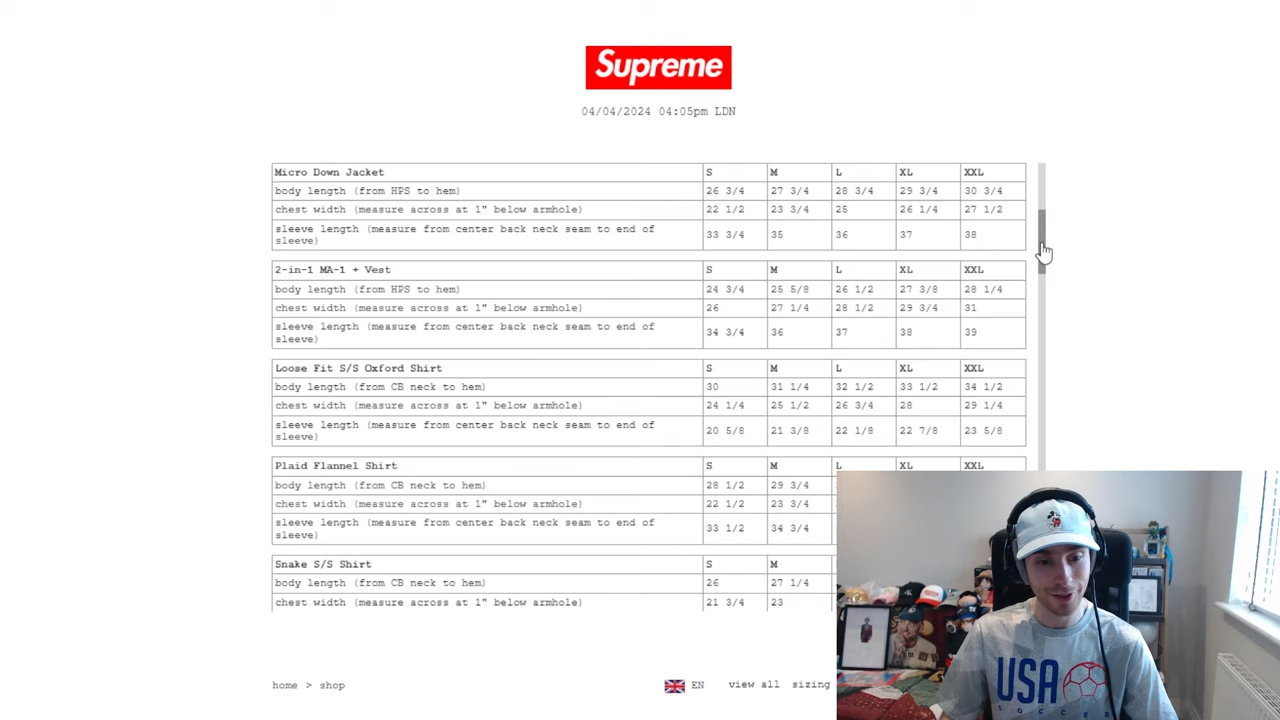 Supreme
04/04/2024 04:05pm LDN
Micro Down Jacket S M L XL XXL
body length (from HPS to hem) 26 3/4 27 3/4 28 3/4 29 3/4 30 3/4
chest width (measure across at 1" below armhole) 22 1/2 23 3/4 25 26 1/4 27 1/2
sleeve length (measure from center back neck seam to end of
sleeve) 33 3/4 35 36 37 38
2-in-1 MA-1 + Vest S M L XL XXL
body length (from HPS to hem) 24 3/4 25 5/8 26 1/2 27 3/8 28 1/4
chest width (measure across at 1" below armhole) 26 27 1/4 28 1/2 29 3/4 31
sleeve length (measure from center back neck seam to end of
sleeve) 34 3/4 36 37 38 39
Loose Fit S/S Oxford Shirt S M L XL XXL
body length (from CB neck to hem) 30 31 1/4 32 1/2 33 1/2 34 1/2
chest width (measure across at 1" below armhole) 24 1/4 25 1/2 26 3/4 28 29 1/4
sleeve length (measure from center back neck seam to end of
sleeve) 20 5/8 21 3/8 22 1/8 22 7/8 23 5/8
Plaid Flannel Shirt S M L XL XXL
body length (from CB neck to hem) 28 1/2 29 3/4
chest width (measure across at 1" below armhole) 22 1/2 23 3/4
sleeve length (measure from center back neck seam to end of
sleeve) 33 1/2 34 3/4
Snake S/S Shirt S M
body length (from CB neck to hem) 26 27 1/4
chest width (measure across at 1" below armhole) 21 3/4 23
home > shop
EN view all sizing
USA
SOCCER